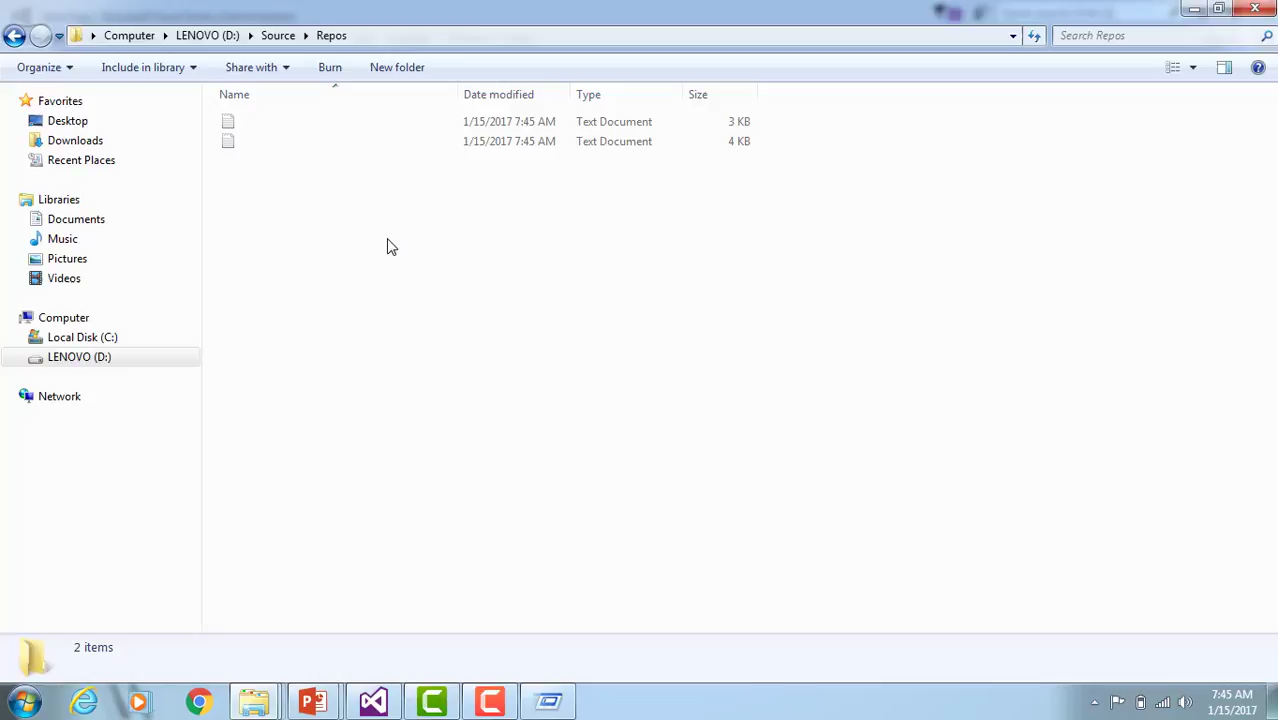 Computer LENOVO (D:) Source Repos
Search Repos
Organize Include in library Share with Burn New folder
Name Date modified Type Size
1/15/2017 7:45 AM Text Document 3 KB
1/15/2017 7:45 AM Text Document 4 KB
Favorites
Desktop
Downloads
Recent Places
Libraries
Documents
Music
Pictures
Videos
Computer
Local Disk (C:)
LENOVO (D:)
Network
2 items
7:45 AM
1/15/2017